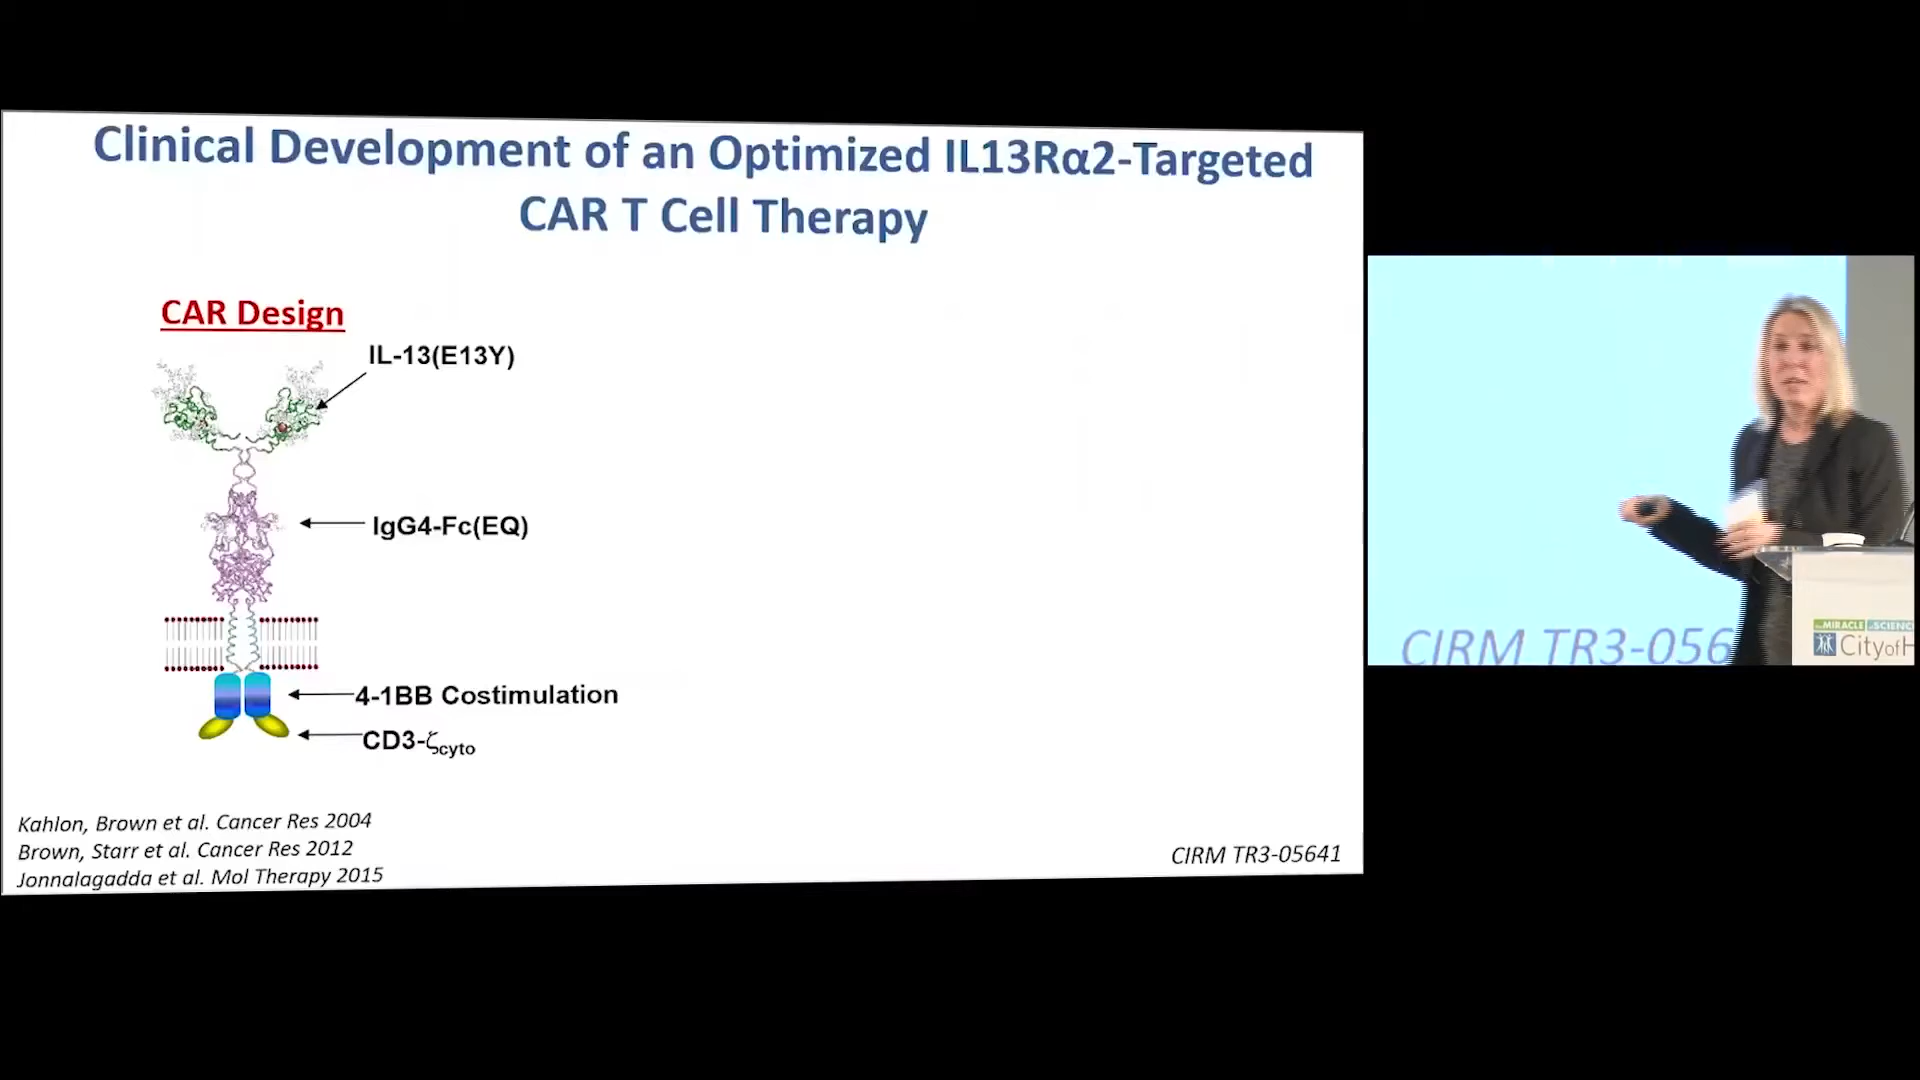 Clinical Development of an Optimized IL13Rα2-Targeted
CAR T Cell Therapy
CAR Design
IL-13(E13Y)
IgG4-Fc(EQ)
4-1BB Costimulation
CD3-ζcyto
Kahlon, Brown et al. Cancer Res 2004
Brown, Starr et al. Cancer Res 2012
Jonnalagadda et al. Mol Therapy 2015
CIRM TR3-05641
CIRM TR3-056
MIRACLE of SCIENC
CityofH